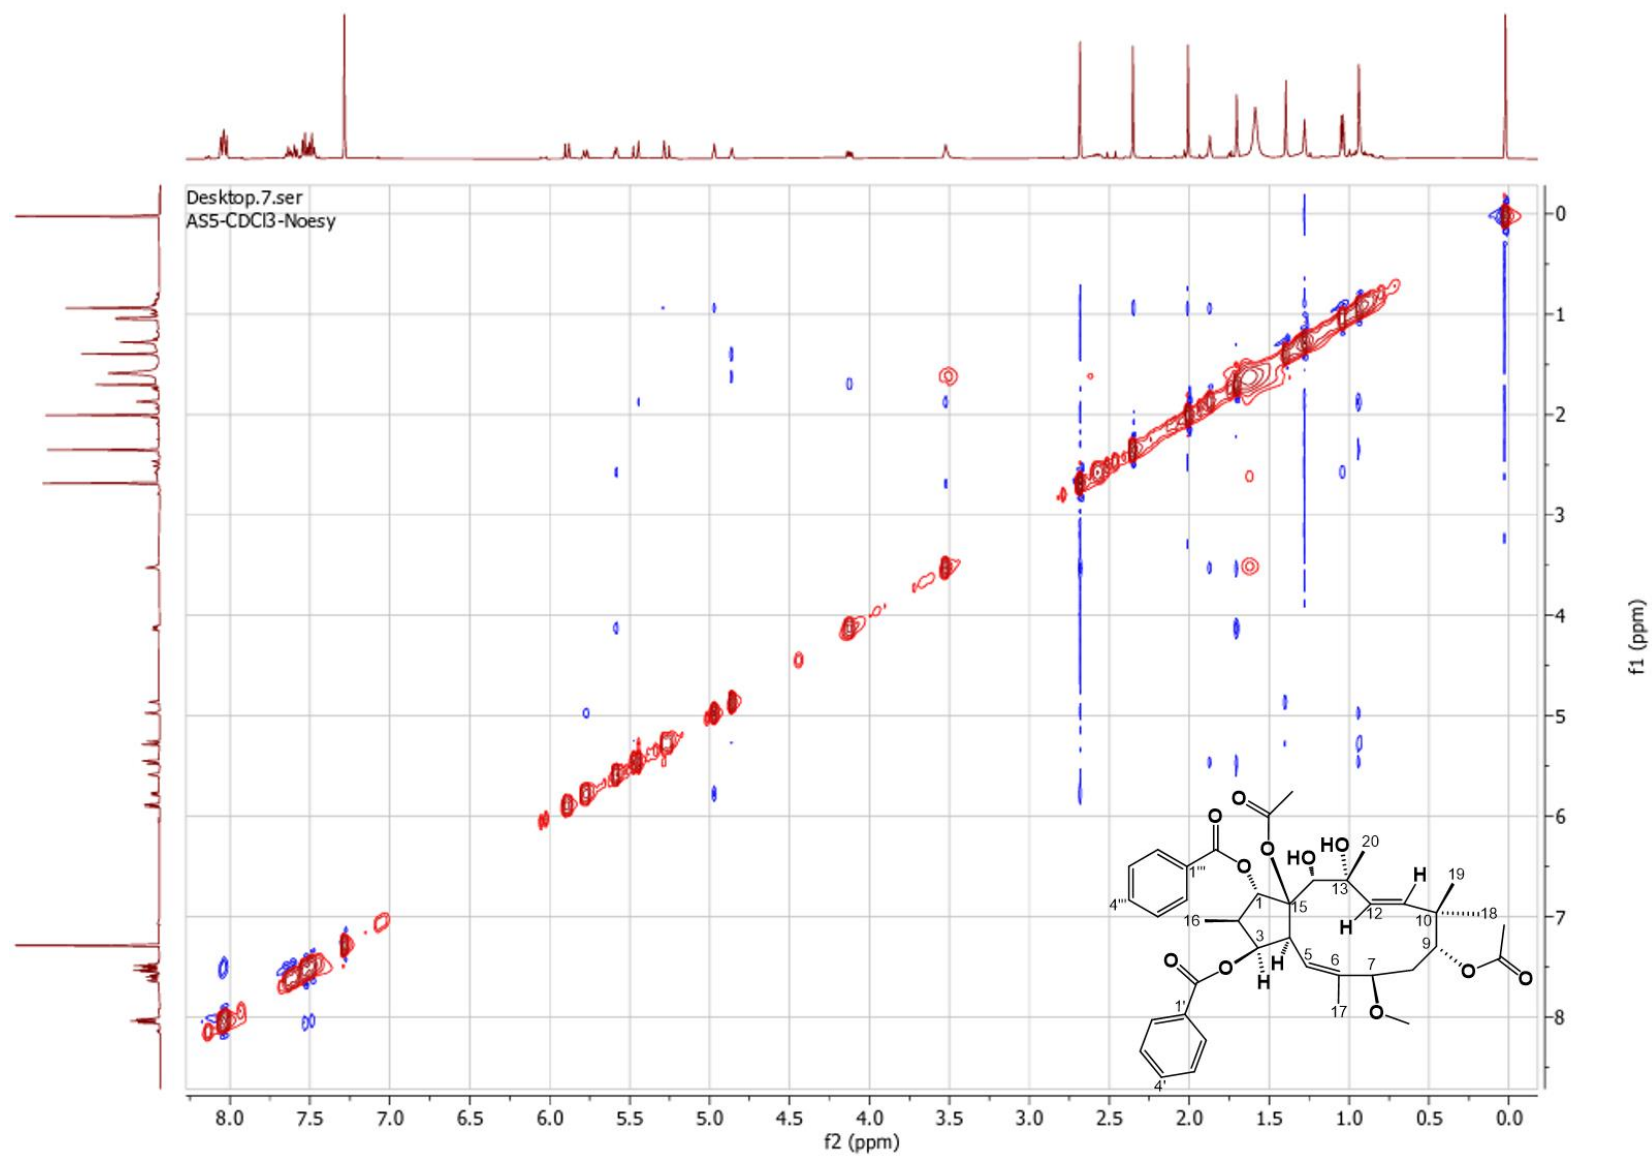 Desktop.7.ser
AS5-CDCl3-Noesy
0
1
2
3
4
5
6
7
8
f1 (ppm)
8.0 7.5 7.0 6.5 6.0 5.5 5.0 4.5 4.0 3.5 3.0 2.5 2.0 1.5 1.0 0.5 0.0
f2 (ppm)
O
O O
HO HO 20
O H 19
1''' 13
4''' 1 15 12 10 18
16 H 9
3 5 6 7 O
O O H H O
17
1' O
4'